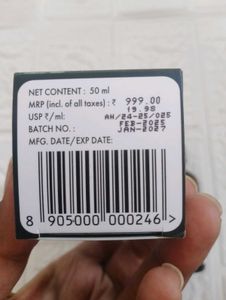 NET CONTENT : 50 ml
MRP (incl. of all taxes) : ₹ 999.00
USP ₹/ml: 19.98
BATCH NO. : AH/24-25/025
MFG. DATE/EXP DATE: FEB-2025
JAN-2027
8 905000 000246 >